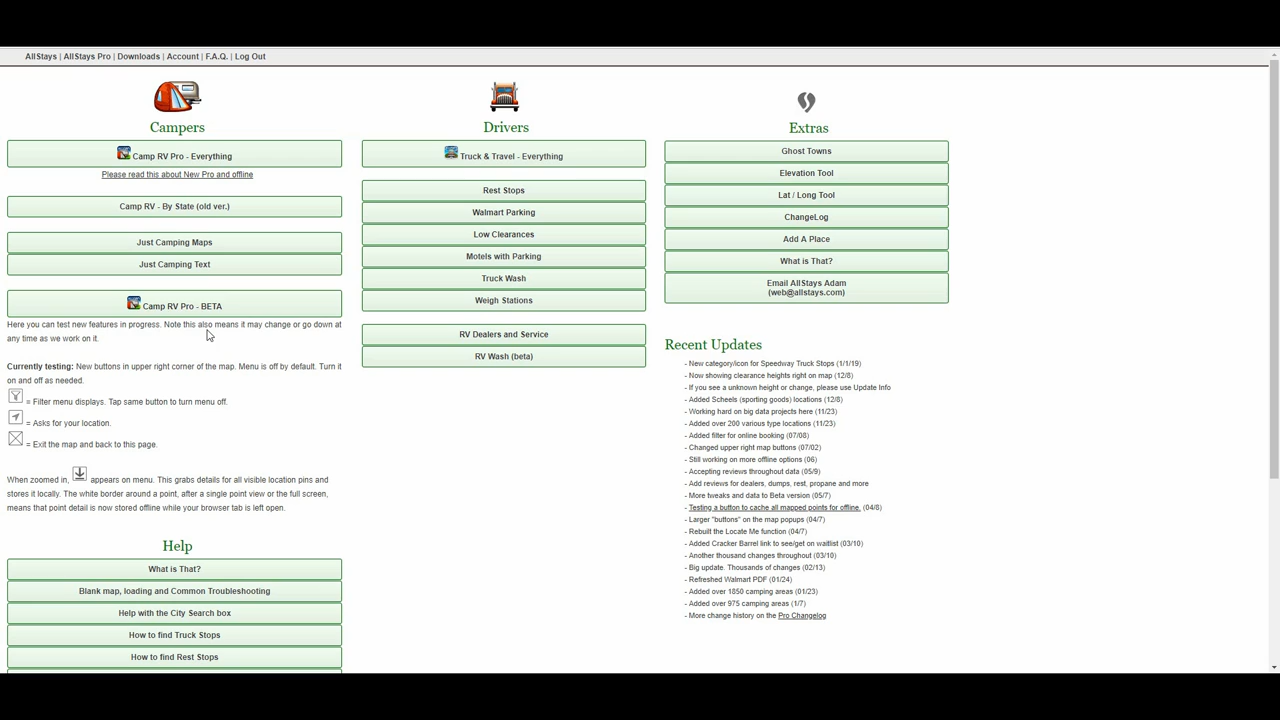 AllStays | AllStays Pro | Downloads | Account | F.A.Q. | Log Out
Campers
Camp RV Pro - Everything
Please read this about New Pro and offline
Camp RV - By State (old ver.)
Just Camping Maps
Just Camping Text
Camp RV Pro - BETA
Here you can test new features in progress. Note this also means it may change or go down at
any time as we work on it.
Currently testing: New buttons in upper right corner of the map. Menu is off by default. Turn it
on and off as needed.
= Filter menu displays. Tap same button to turn menu off.
= Asks for your location.
= Exit the map and back to this page.
When zoomed in, appears on menu. This grabs details for all visible location pins and
stores it locally. The white border around a point, after a single point view or the full screen,
means that point detail is now stored offline while your browser tab is left open.
Help
What is That?
Blank map, loading and Common Troubleshooting
Help with the City Search box
How to find Truck Stops
How to find Rest Stops
Drivers
Truck & Travel - Everything
Rest Stops
Walmart Parking
Low Clearances
Motels with Parking
Truck Wash
Weigh Stations
RV Dealers and Service
RV Wash (beta)
Extras
Ghost Towns
Elevation Tool
Lat / Long Tool
ChangeLog
Add A Place
What is That?
Email AllStays Adam
(web@allstays.com)
Recent Updates
- New category/icon for Speedway Truck Stops (1/1/19)
- Now showing clearance heights right on map (12/8)
- If you see a unknown height or change, please use Update Info
- Added Scheels (sporting goods) locations (12/8)
- Working hard on big data projects here (11/23)
- Added over 200 various type locations (11/23)
- Added filter for online booking (07/08)
- Changed upper right map buttons (07/02)
- Still working on more offline options (06)
- Accepting reviews throughout data (05/9)
- Add reviews for dealers, dumps, rest, propane and more
- More tweaks and data to Beta version (05/7)
- Testing a button to cache all mapped points for offline. (04/8)
- Larger "buttons" on the map popups (04/7)
- Rebuilt the Locate Me function (04/7)
- Added Cracker Barrel link to see/get on waitlist (03/10)
- Another thousand changes throughout (03/10)
- Big update. Thousands of changes (02/13)
- Refreshed Walmart PDF (01/24)
- Added over 1850 camping areas (01/23)
- Added over 975 camping areas (1/7)
- More change history on the Pro Changelog